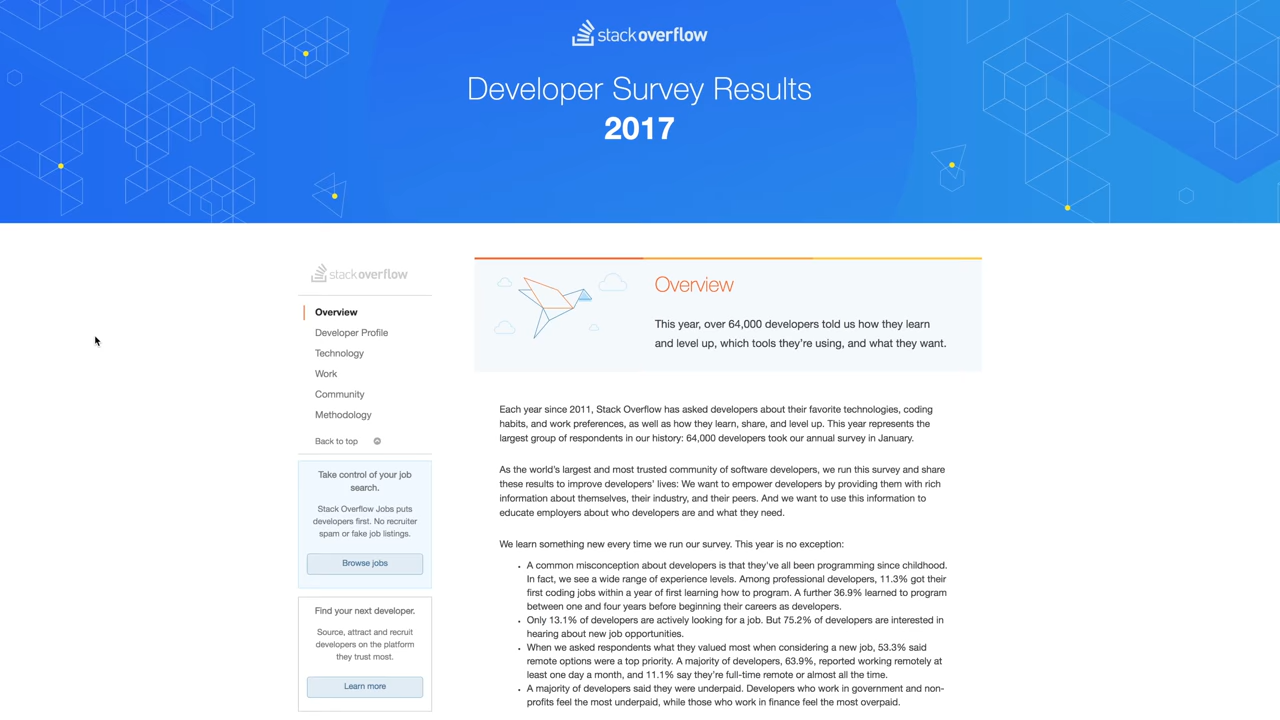 stackoverflow
Developer Survey Results
2017
stackoverflow
Overview
Developer Profile
Technology
Work
Community
Methodology
Back to top
Take control of your job
search.
Stack Overflow Jobs puts
developers first. No recruiter
spam or fake job listings.
Browse jobs
Find your next developer.
Source, attract and recruit
developers on the platform
they trust most.
Learn more
Overview
This year, over 64,000 developers told us how they learn
and level up, which tools they're using, and what they want.
Each year since 2011, Stack Overflow has asked developers about their favorite technologies, coding
habits, and work preferences, as well as how they learn, share, and level up. This year represents the
largest group of respondents in our history: 64,000 developers took our annual survey in January.
As the world's largest and most trusted community of software developers, we run this survey and share
these results to improve developers' lives: We want to empower developers by providing them with rich
information about themselves, their industry, and their peers. And we want to use this information to
educate employers about who developers are and what they need.
We learn something new every time we run our survey. This year is no exception:
• A common misconception about developers is that they've all been programming since childhood.
In fact, we see a wide range of experience levels. Among professional developers, 11.3% got their
first coding jobs within a year of first learning how to program. A further 36.9% learned to program
between one and four years before beginning their careers as developers.
• Only 13.1% of developers are actively looking for a job. But 75.2% of developers are interested in
hearing about new job opportunities.
• When we asked respondents what they valued most when considering a new job, 53.3% said
remote options were a top priority. A majority of developers, 63.9%, reported working remotely at
least one day a month, and 11.1% say they're full-time remote or almost all the time.
• A majority of developers said they were underpaid. Developers who work in government and non-
profits feel the most underpaid, while those who work in finance feel the most overpaid.